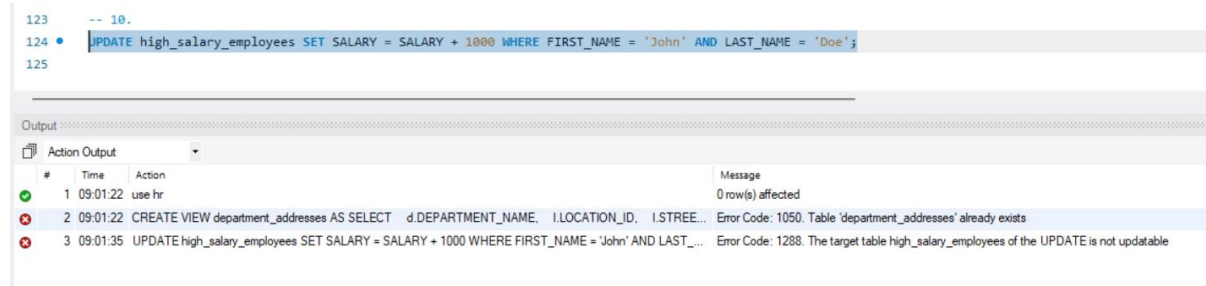 123 -- 10.
124 UPDATE high_salary_employees SET SALARY = SALARY + 1000 WHERE FIRST_NAME = 'John' AND LAST_NAME = 'Doe';
125
Output
Action Output
# Time Action Message
1 09:01:22 use hr 0 row(s) affected
2 09:01:22 CREATE VIEW department_addresses AS SELECT d.DEPARTMENT_NAME, l.LOCATION_ID, l.STREE... Error Code: 1050. Table 'department_addresses' already exists
3 09:01:35 UPDATE high_salary_employees SET SALARY = SALARY + 1000 WHERE FIRST_NAME = 'John' AND LAST_... Error Code: 1288. The target table high_salary_employees of the UPDATE is not updatable